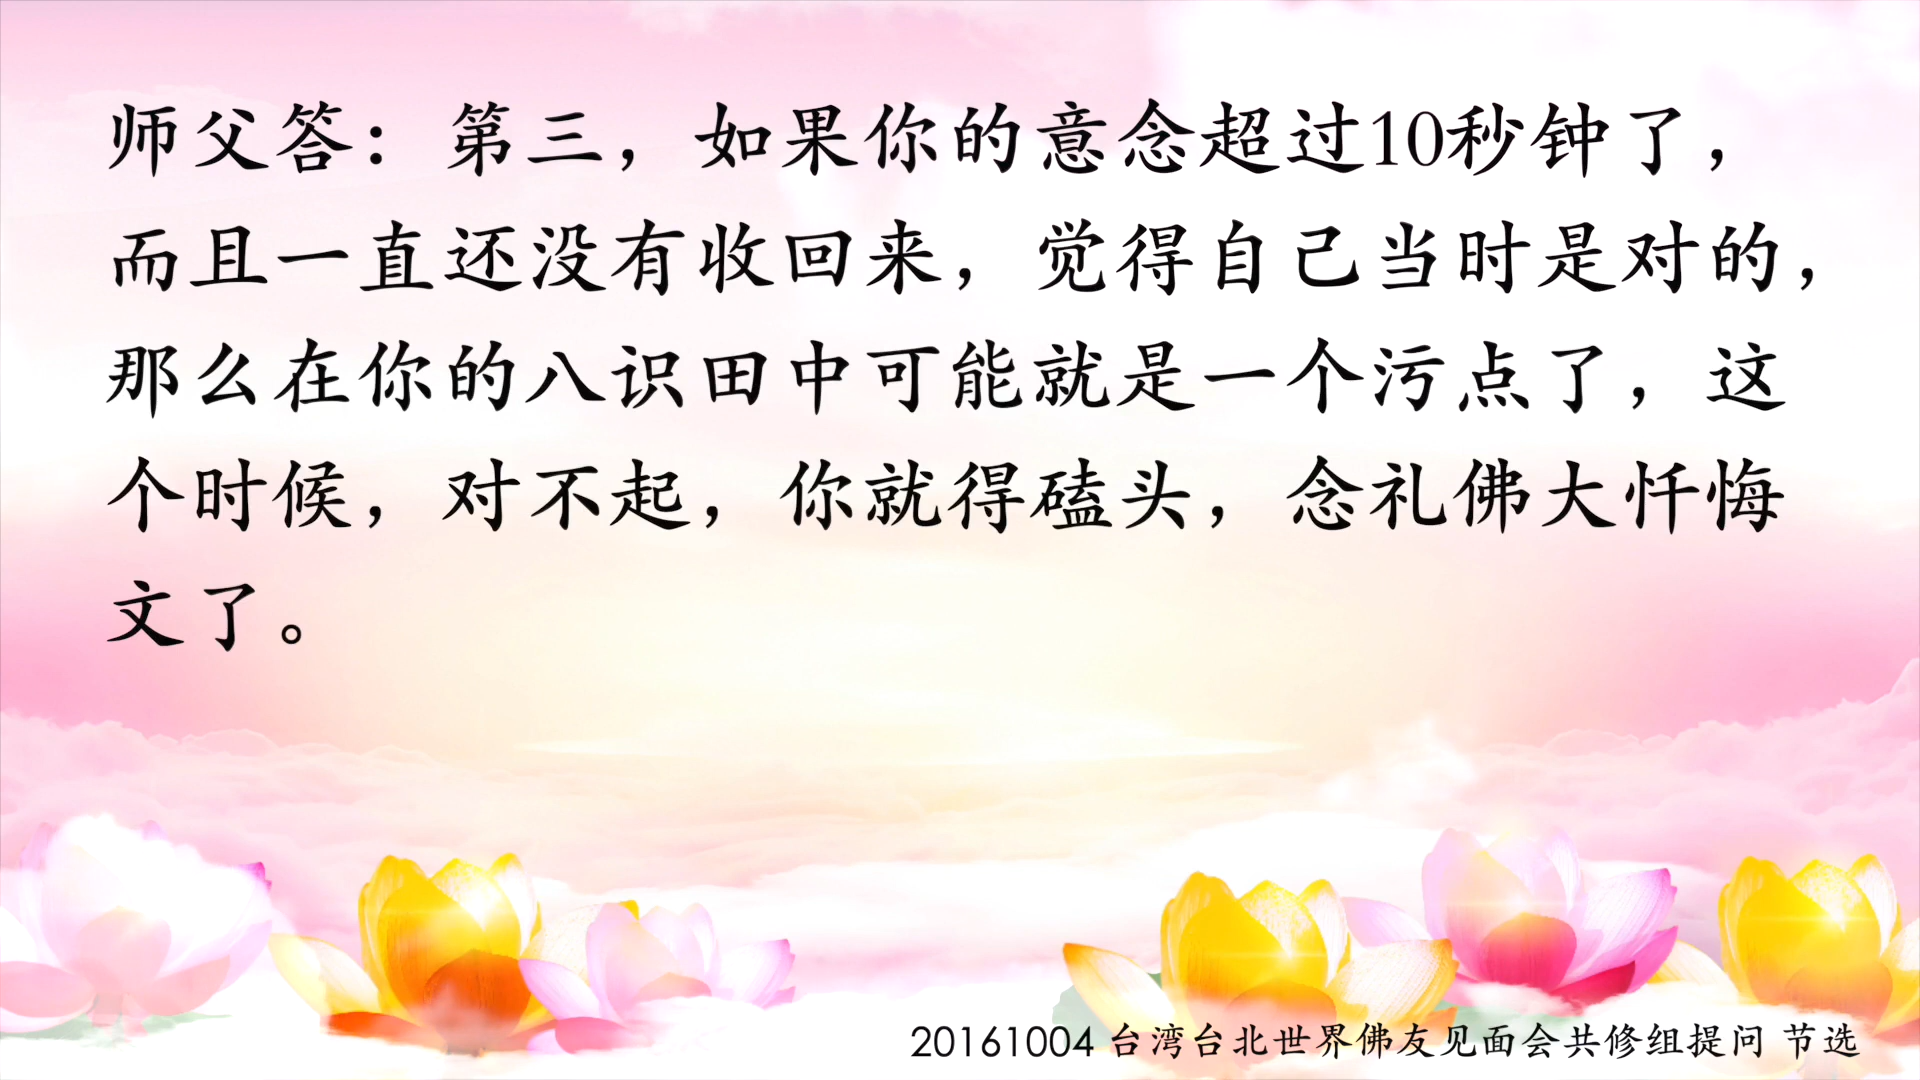 师父答：第三，如果你的意念超过10秒钟了，
而且一直还没有收回来，觉得自己当时是对的，
那么在你的八识田中可能就是一个污点了，这
个时候，对不起，你就得磕头，念礼佛大忏悔
文了。
20161004 台湾台北世界佛友见面会共修组提问 节选